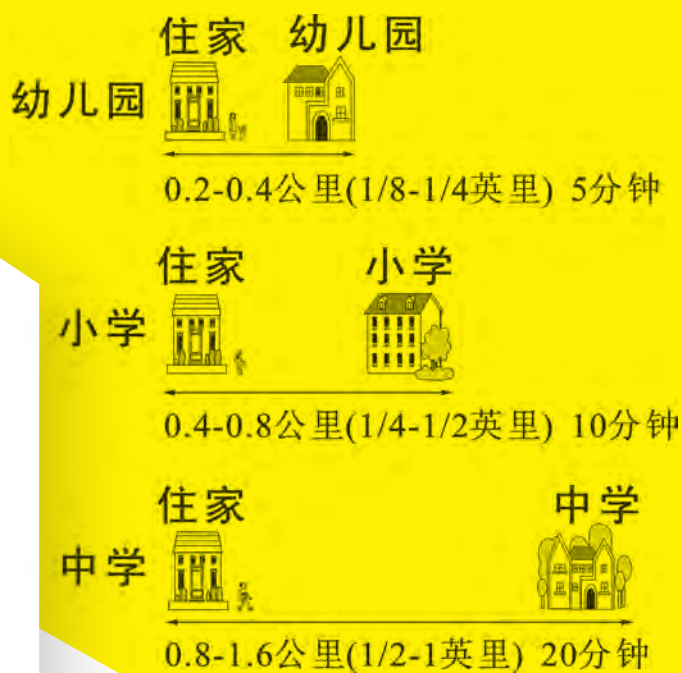 住家 幼儿园
幼儿园
0.2-0.4公里(1/8-1/4英里) 5分钟
住家 小学
小学
0.4-0.8公里(1/4-1/2英里) 10分钟
住家 中学
中学
0.8-1.6公里(1/2-1英里) 20分钟